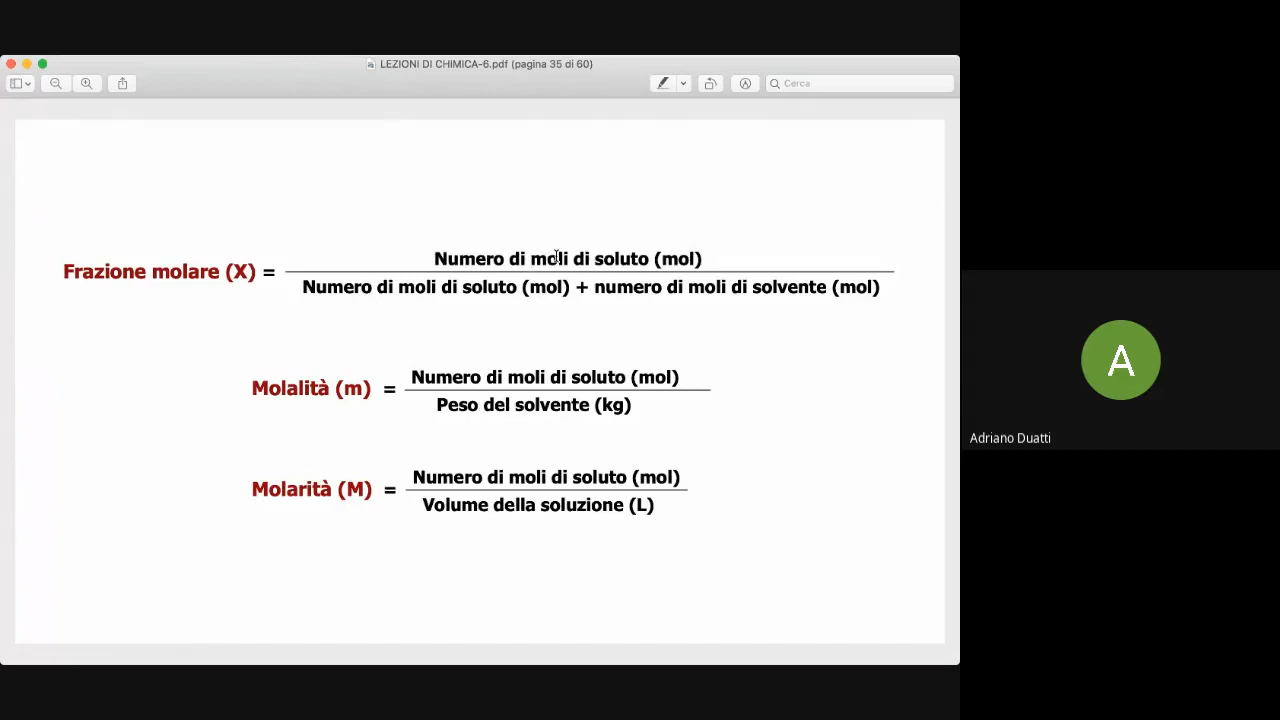 LEZIONI DI CHIMICA-6.pdf (pagina 35 di 60)
Cerca
Numero di moli di soluto (mol)
Frazione molare (X) =
Numero di moli di soluto (mol) + numero di moli di solvente (mol)
Numero di moli di soluto (mol)
Molalità (m) =
Peso del solvente (kg)
Numero di moli di soluto (mol)
Molarità (M) =
Volume della soluzione (L)
A
Adriano Duatti